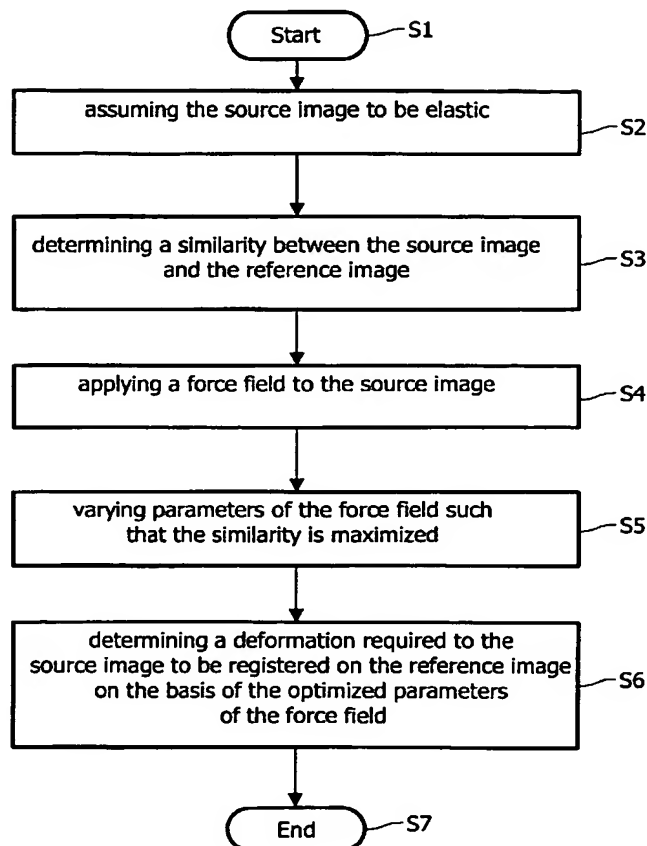 Start
S1
assuming the source image to be elastic
S2
determining a similarity between the source image
and the reference image
S3
applying a force field to the source image
S4
varying parameters of the force field such
that the similarity is maximized
S5
determining a deformation required to the
source image to be registered on the reference image
on the basis of the optimized parameters
of the force field
S6
End
S7